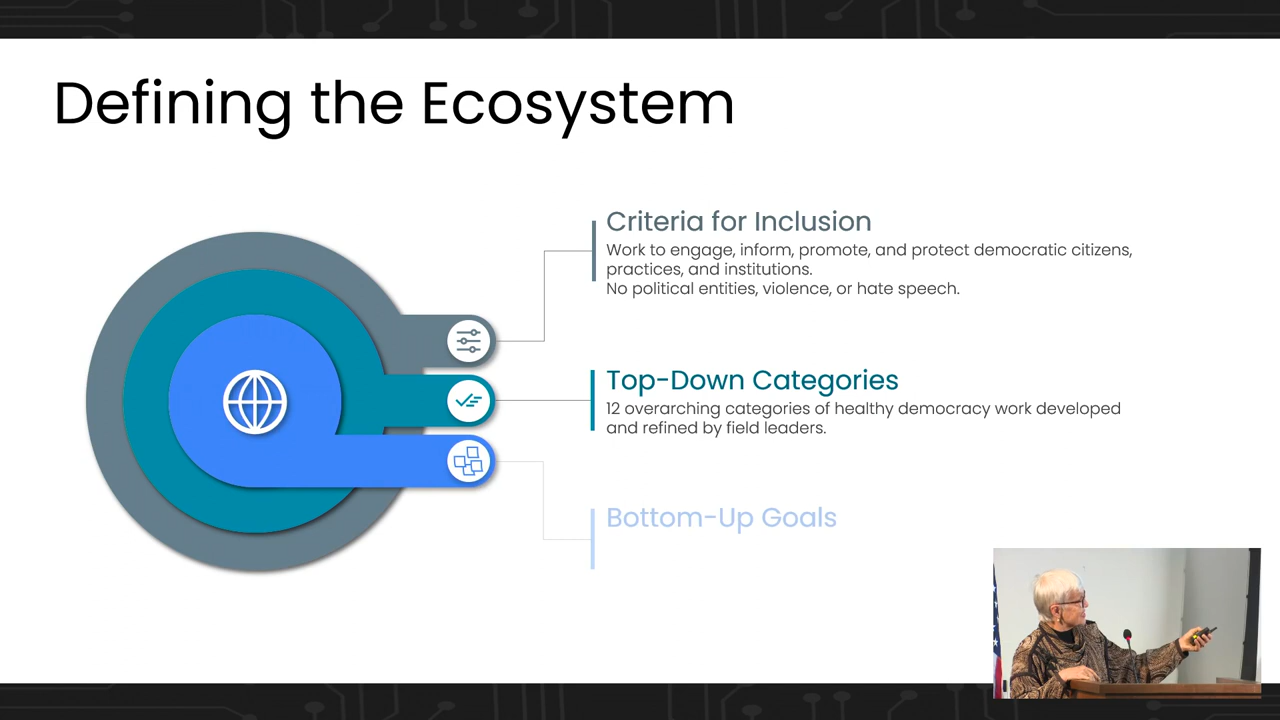 Defining the Ecosystem
Criteria for Inclusion
Work to engage, inform, promote, and protect democratic citizens,
practices, and institutions.
No political entities, violence, or hate speech.
Top-Down Categories
12 overarching categories of healthy democracy work developed
and refined by field leaders.
Bottom-Up Goals